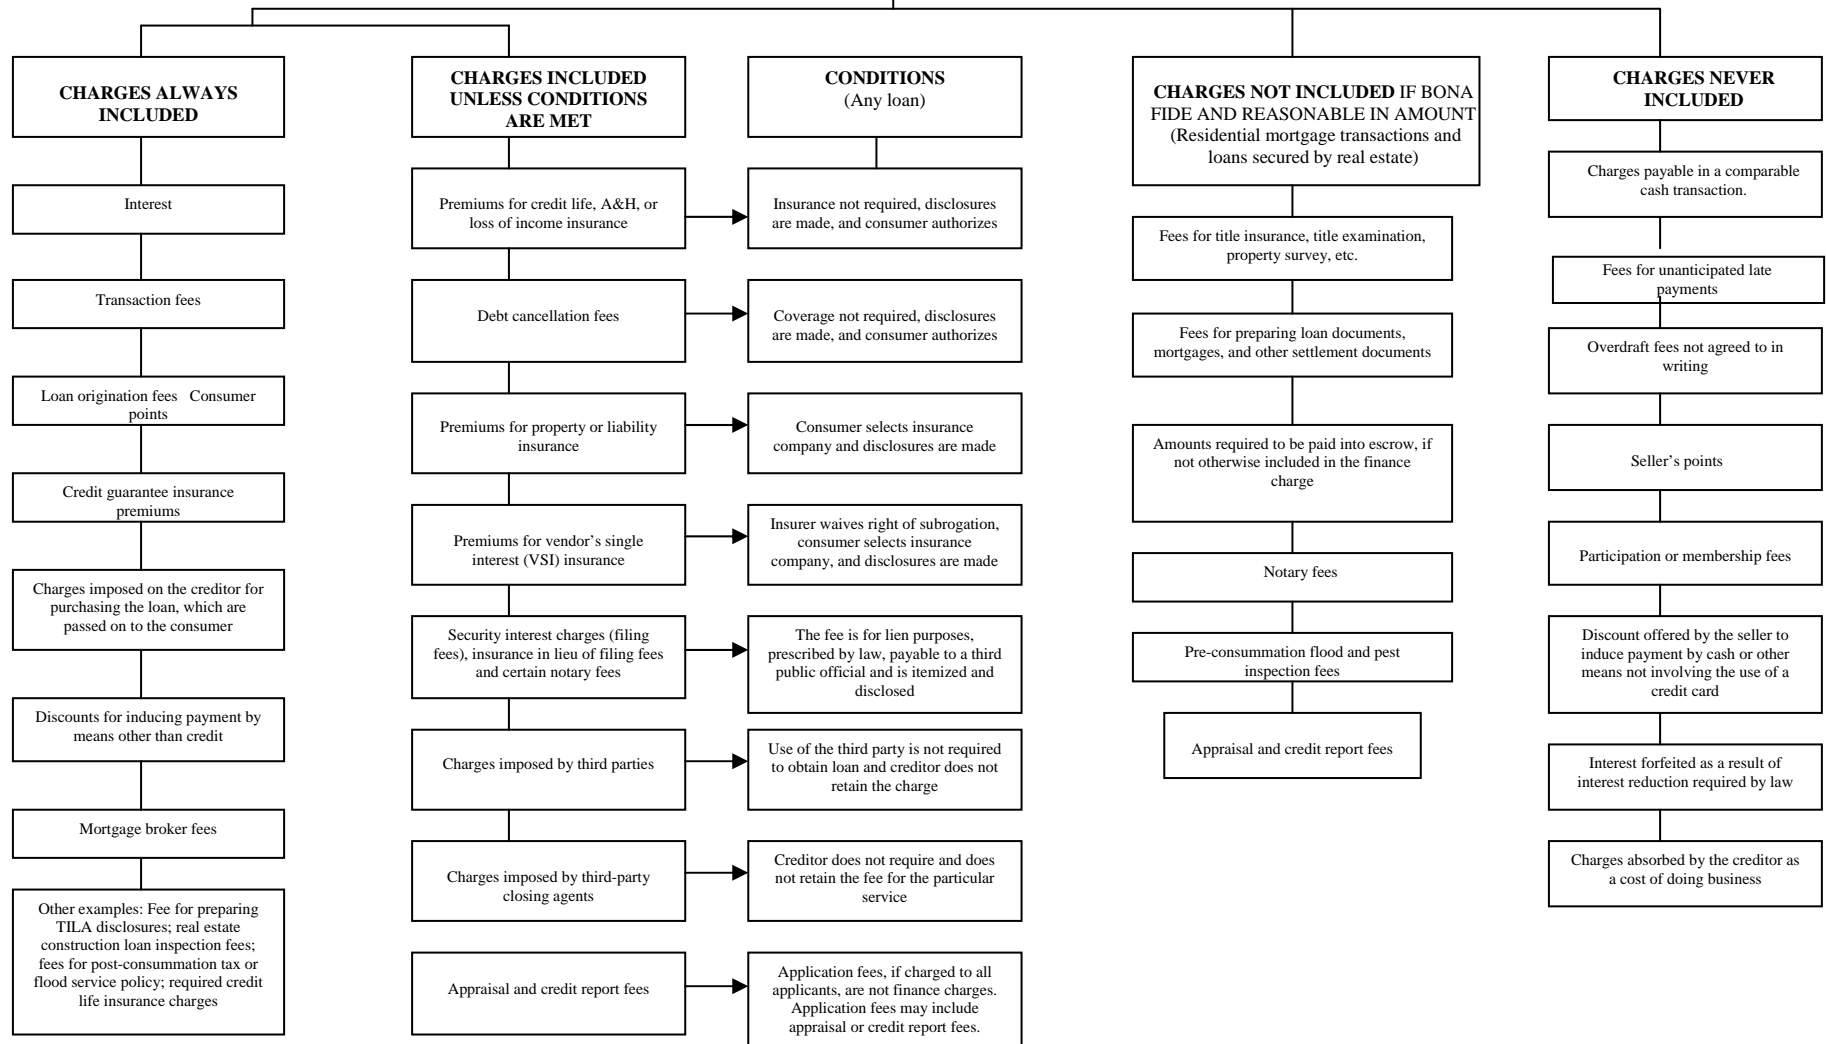 CHARGES ALWAYS
INCLUDED
Interest
Transaction fees
Loan origination fees Consumer
points
Credit guarantee insurance
premiums
Charges imposed on the creditor for
purchasing the loan, which are
passed on to the consumer
Discounts for inducing payment by
means other than credit
Mortgage broker fees
Other examples: Fee for preparing
TILA disclosures; real estate
construction loan inspection fees;
fees for post-consummation tax or
flood service policy; required credit
life insurance charges
CHARGES INCLUDED
UNLESS CONDITIONS
ARE MET
CONDITIONS
(Any loan)
Premiums for credit life, A&H, or
loss of income insurance
Insurance not required, disclosures
are made, and consumer authorizes
Debt cancellation fees
Coverage not required, disclosures
are made, and consumer authorizes
Premiums for property or liability
insurance
Consumer selects insurance
company and disclosures are made
Premiums for vendor’s single
interest (VSI) insurance
Insurer waives right of subrogation,
consumer selects insurance
company, and disclosures are made
Security interest charges (filing
fees), insurance in lieu of filing fees
and certain notary fees
The fee is for lien purposes,
prescribed by law, payable to a third
public official and is itemized and
disclosed
Charges imposed by third parties
Use of the third party is not required
to obtain loan and creditor does not
retain the charge
Charges imposed by third-party
closing agents
Creditor does not require and does
not retain the fee for the particular
service
Appraisal and credit report fees
Application fees, if charged to all
applicants, are not finance charges.
Application fees may include
appraisal or credit report fees.
CHARGES NOT INCLUDED IF BONA
FIDE AND REASONABLE IN AMOUNT
(Residential mortgage transactions and
loans secured by real estate)
Fees for title insurance, title examination,
property survey, etc.
Fees for preparing loan documents,
mortgages, and other settlement documents
Amounts required to be paid into escrow, if
not otherwise included in the finance
charge
Notary fees
Pre-consummation flood and pest
inspection fees
Appraisal and credit report fees
CHARGES NEVER
INCLUDED
Charges payable in a comparable
cash transaction.
Fees for unanticipated late
payments
Overdraft fees not agreed to in
writing
Seller’s points
Participation or membership fees
Discount offered by the seller to
induce payment by cash or other
means not involving the use of a
credit card
Interest forfeited as a result of
interest reduction required by law
Charges absorbed by the creditor as
a cost of doing business